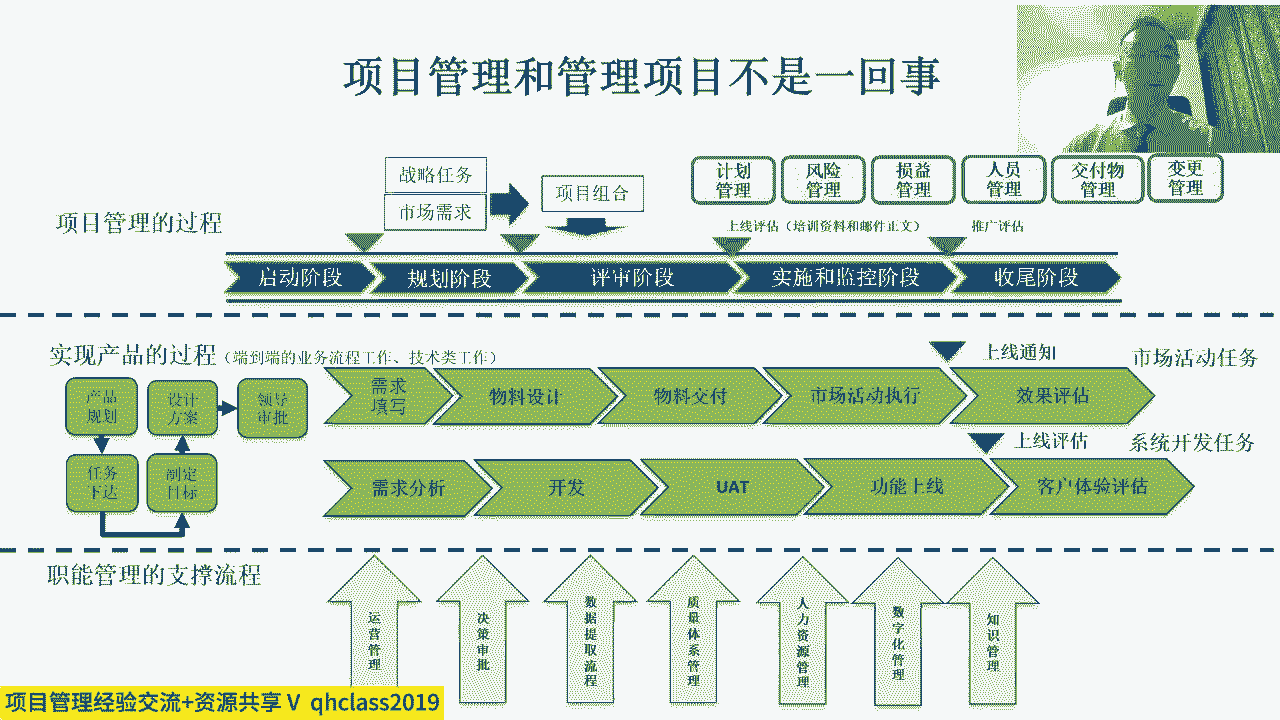 项目管理和管理项目不是一回事
战略任务
市场需求
项目组合
计划
管理
风险
管理
损益
管理
人员
管理
交付物
管理
变更
管理
项目管理的过程
上线评估（培训资料和邮件正文）
推广评估
启动阶段
规划阶段
评审阶段
实施和监控阶段
收尾阶段
实现产品的过程（端到端的业务流程工作、技术类工作）
上线通知
市场活动任务
产品
规划
设计
方案
领导
审批
任务
下达
制定
目标
需求
填写
物料设计
物料交付
市场活动执行
效果评估
上线评估
系统开发任务
需求分析
开发
UAT
功能上线
客户体验评估
职能管理的支撑流程
运营管理
决策审批
数据提取流程
质量体系管理
人力资源管理
数字化管理
知识管理
项目管理经验交流+资源共享 V qhclass2019